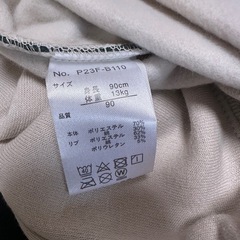 No. P23F-B110
サイズ
身長 90cm
体重 13kg
90
品質
本体 ポリエステル
綿
リブ ポリエステル
ポリウレタン